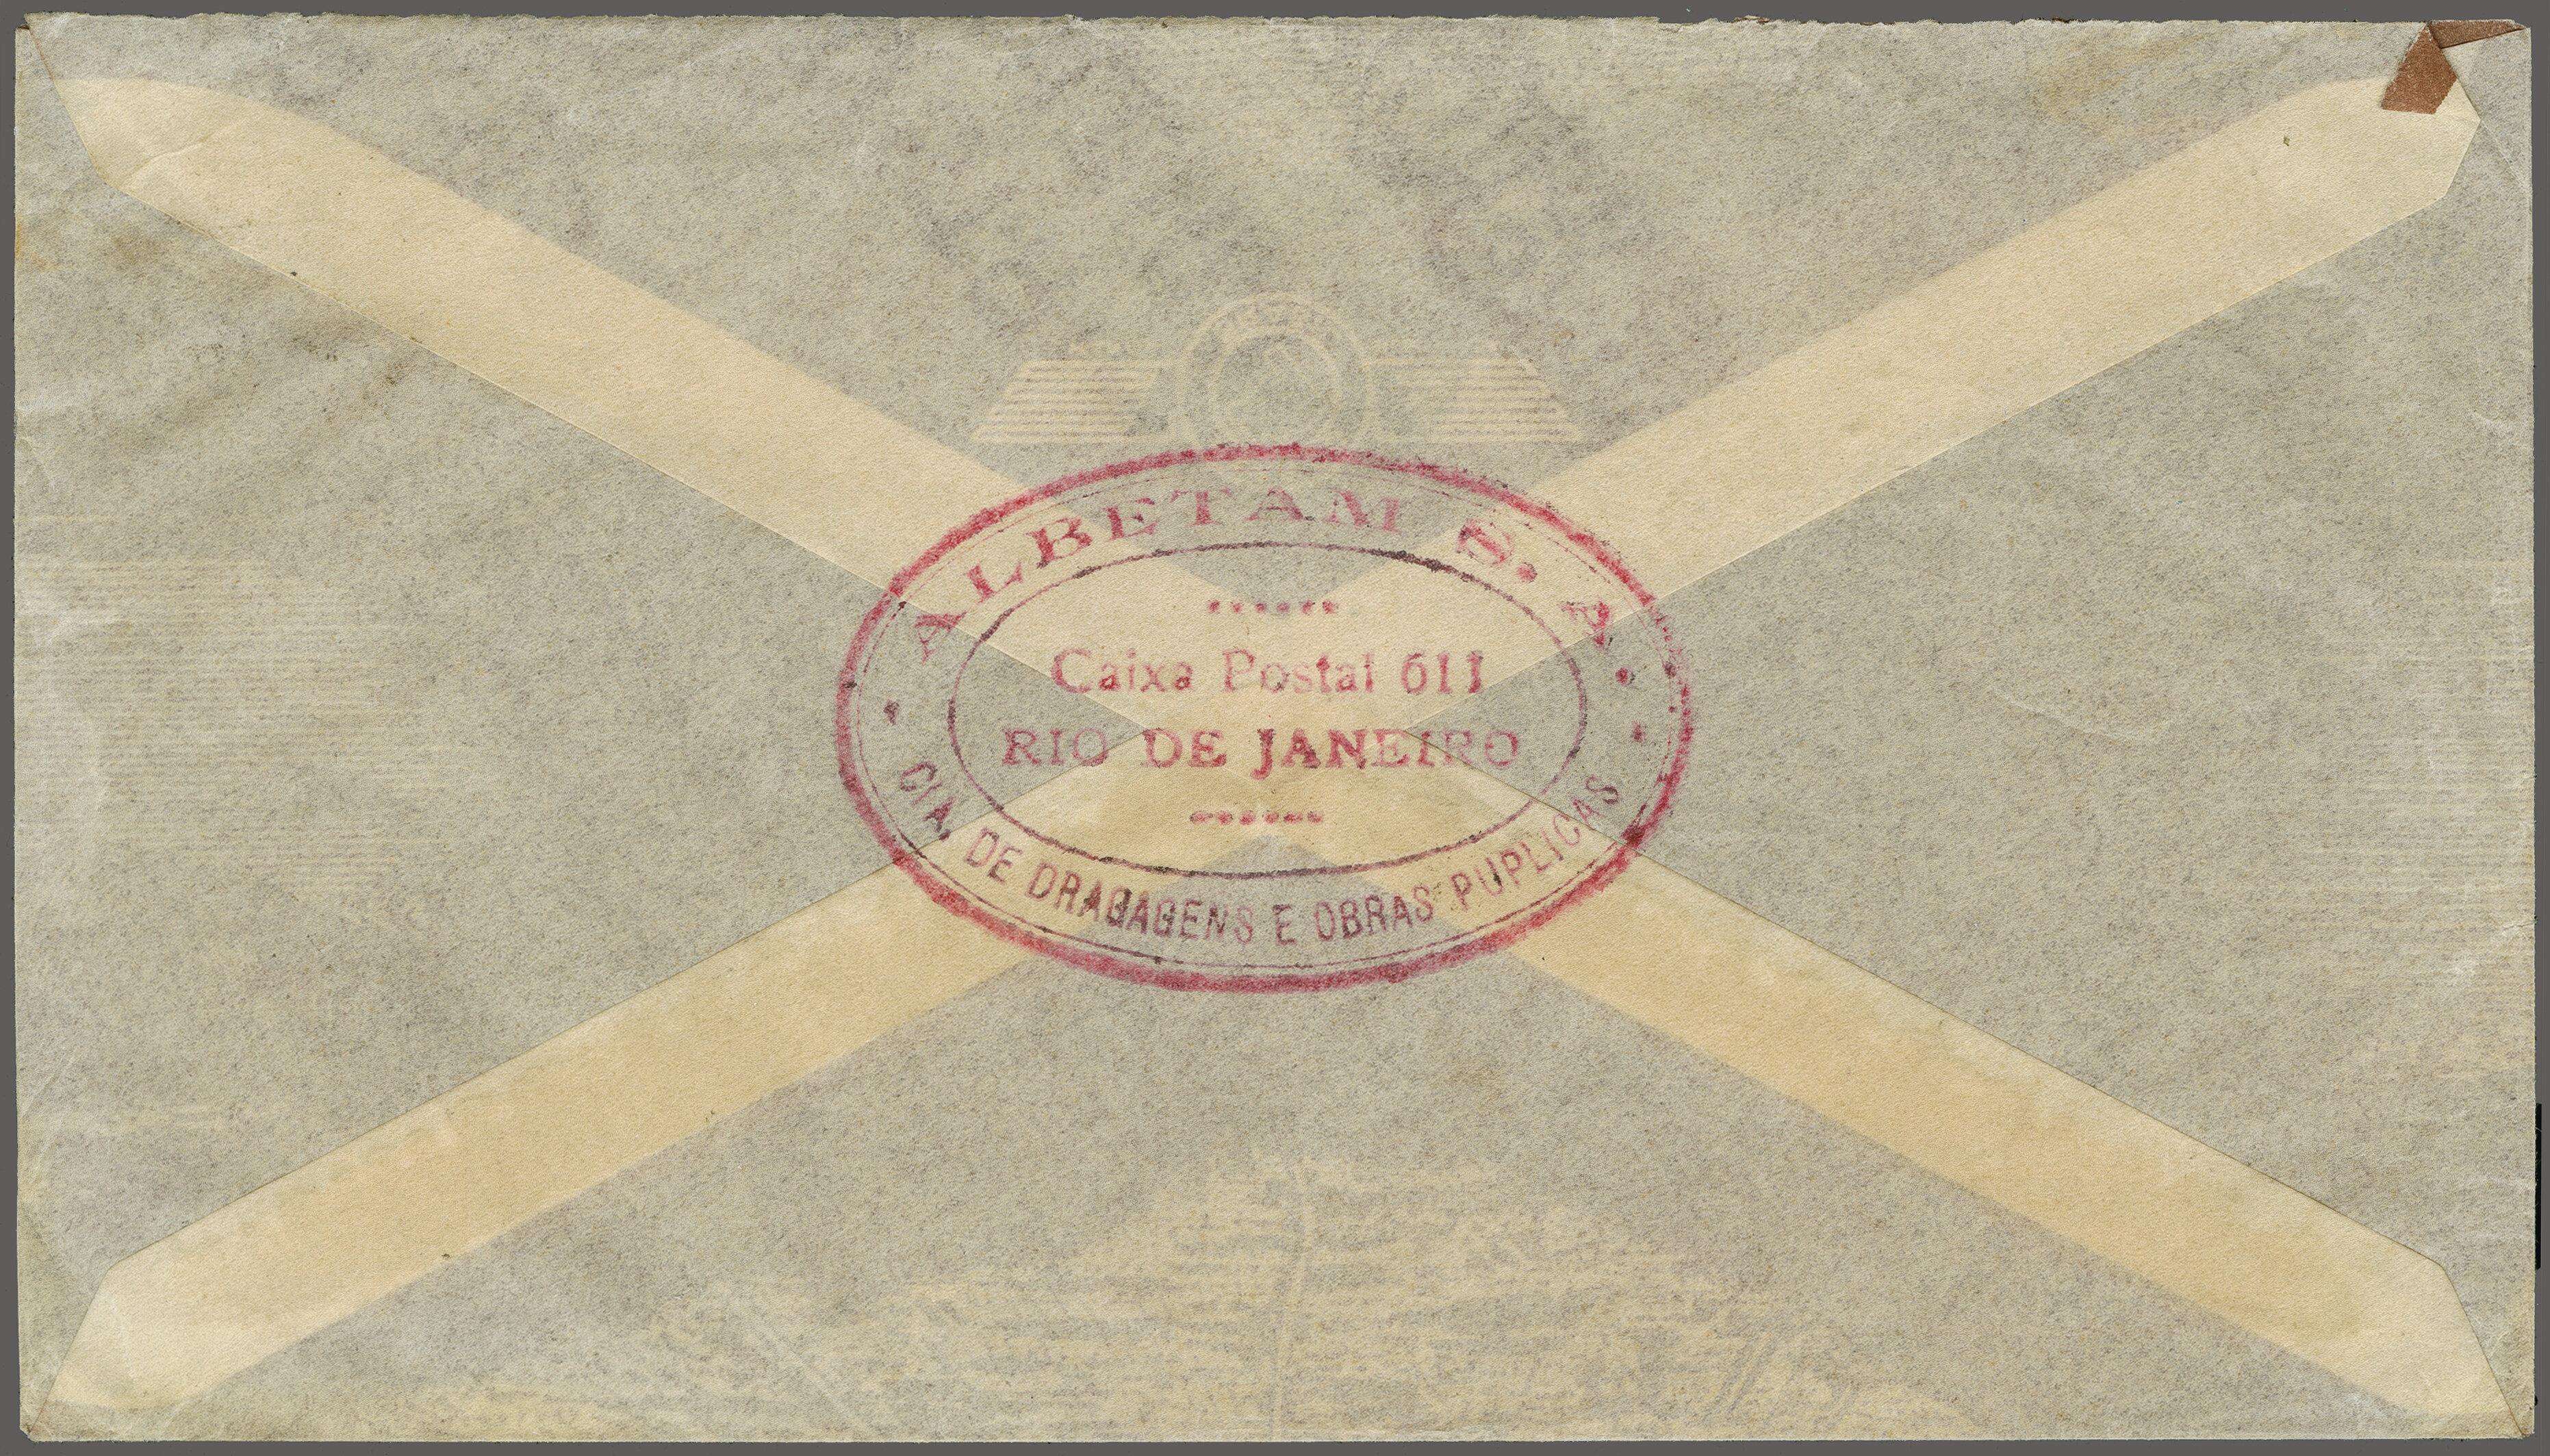 ALBETAM S. A.
Caixa Postal 611
RIO DE JANEIRO
CIA. DE DRAGAGENS E OBRAS PUPLICAS